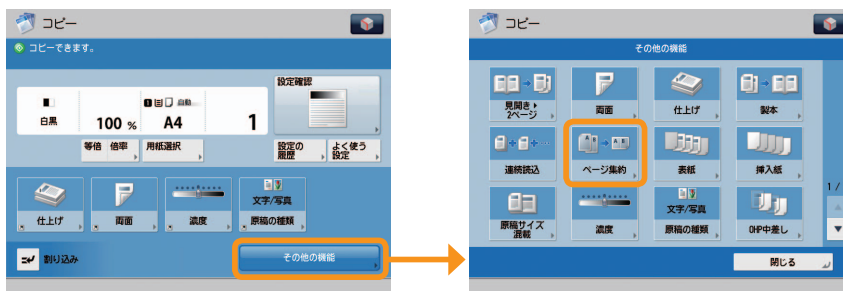 コピー
コピーできます。
設定確認
1 自動
白黒
100 %
A4
1
等倍
倍率
用紙選択
設定の
履歴
よく使う
設定
仕上げ
両面
濃度
文字/写真
原稿の種類
割り込み
その他の機能
コピー
その他の機能
見開き▶
2ページ
両面
仕上げ
製本
連続読込
A B
A B
ページ集約
表紙
挿入紙
原稿サイズ
混載
濃度
文字/写真
原稿の種類
OHP中差し
1 /
閉じる